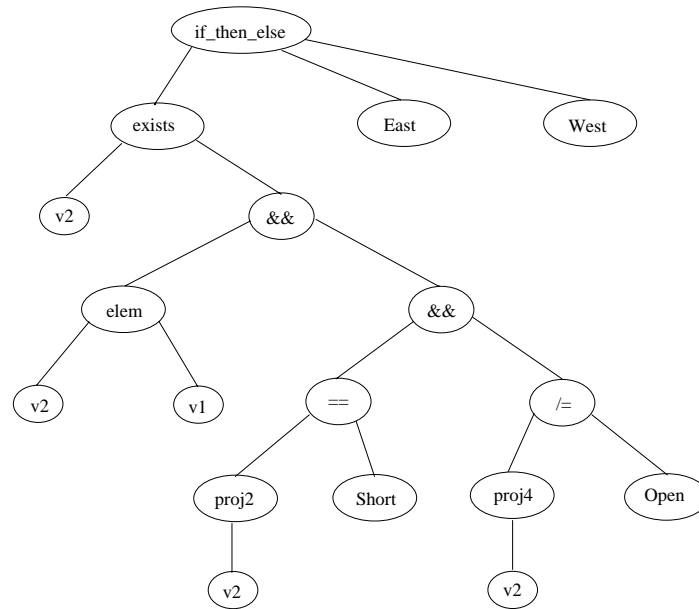 if_then_else
exists
East
West
v2
&&
elem
&&
v2
v1
==
/=
proj2
Short
proj4
Open
v2
v2